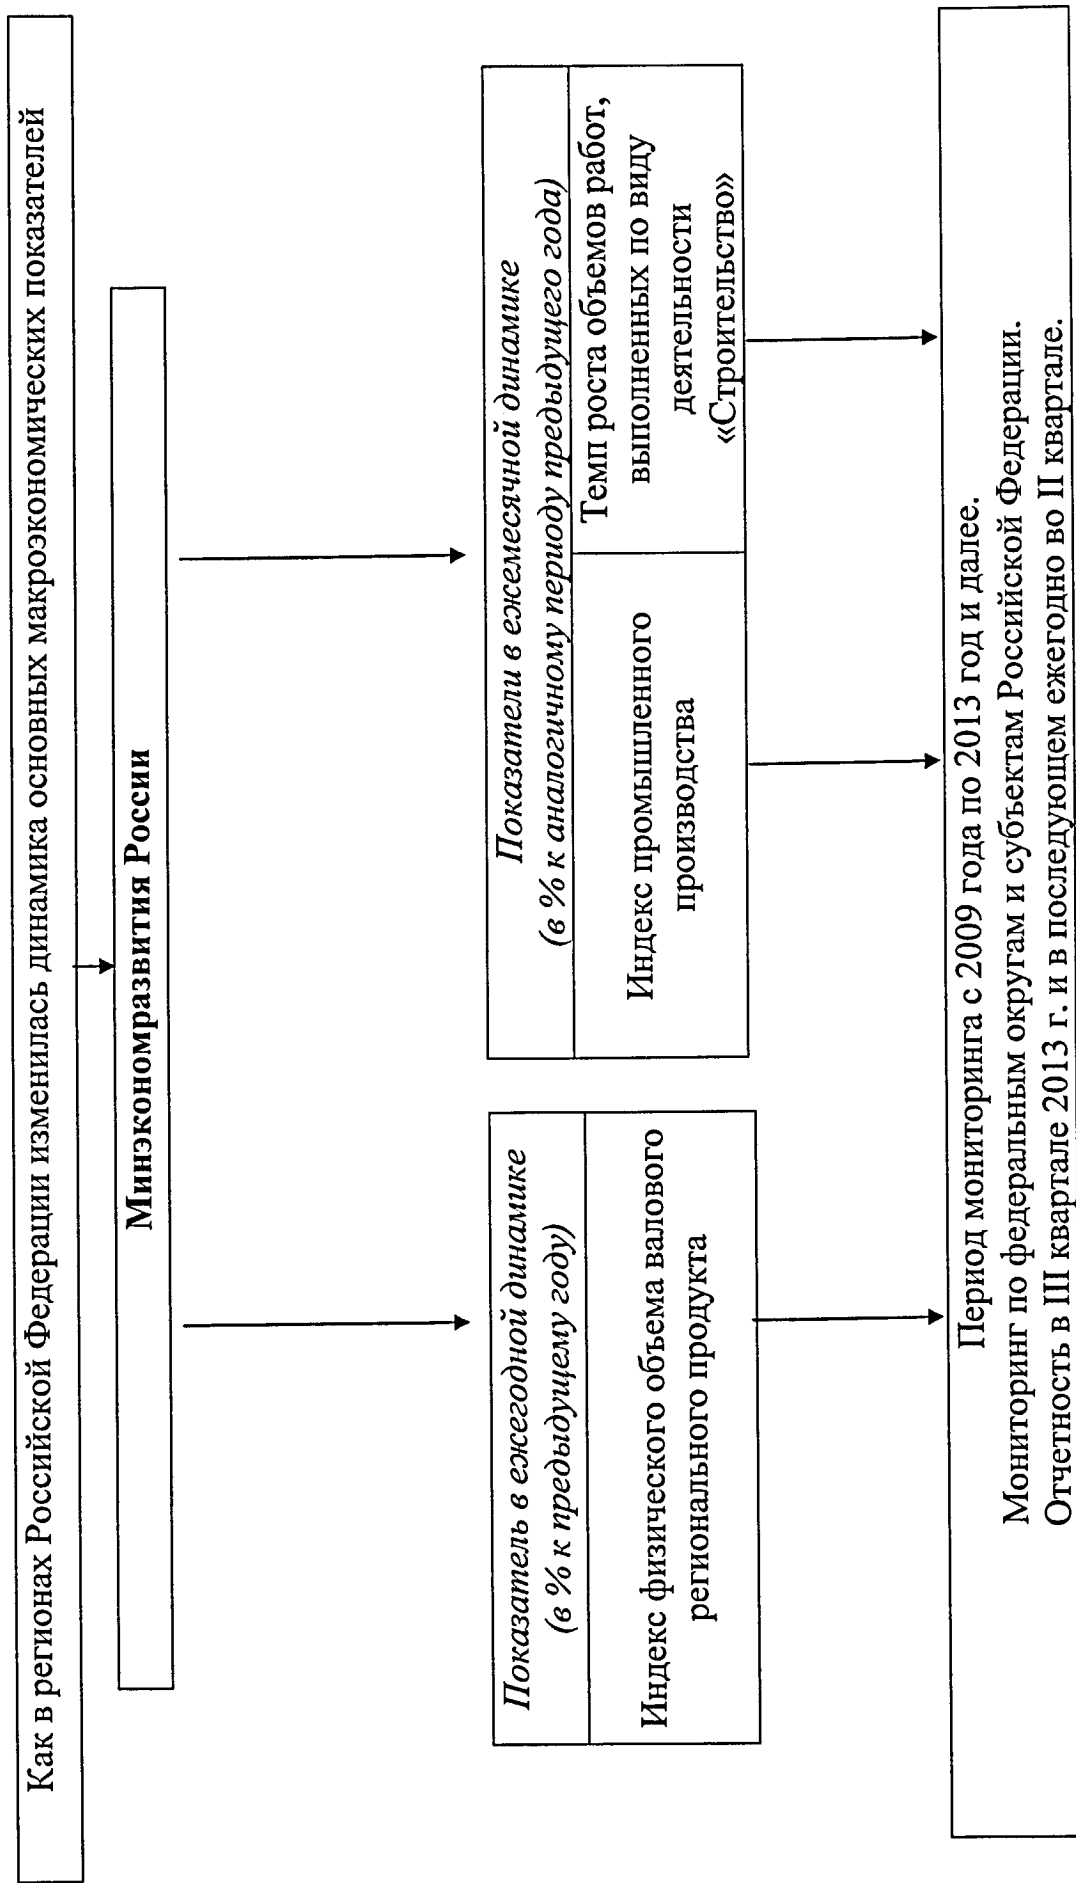 Как в регионах Российской Федерации изменилась динамика основных макроэкономических показателей
Минэкономразвития России
Показатель в ежегодной динамике
(в % к предыдущему году)
Индекс физического объема валового
регионального продукта
Показатели в ежемесячной динамике
(в % к аналогичному периоду предыдущего года)
Индекс промышленного
производства
Темп роста объемов работ,
выполненных по виду
деятельности
«Строительство»
Период мониторинга с 2009 года по 2013 год и далее.
Мониторинг по федеральным округам и субъектам Российской Федерации.
Отчетность в III квартале 2013 г. и в последующем ежегодно во II квартале.